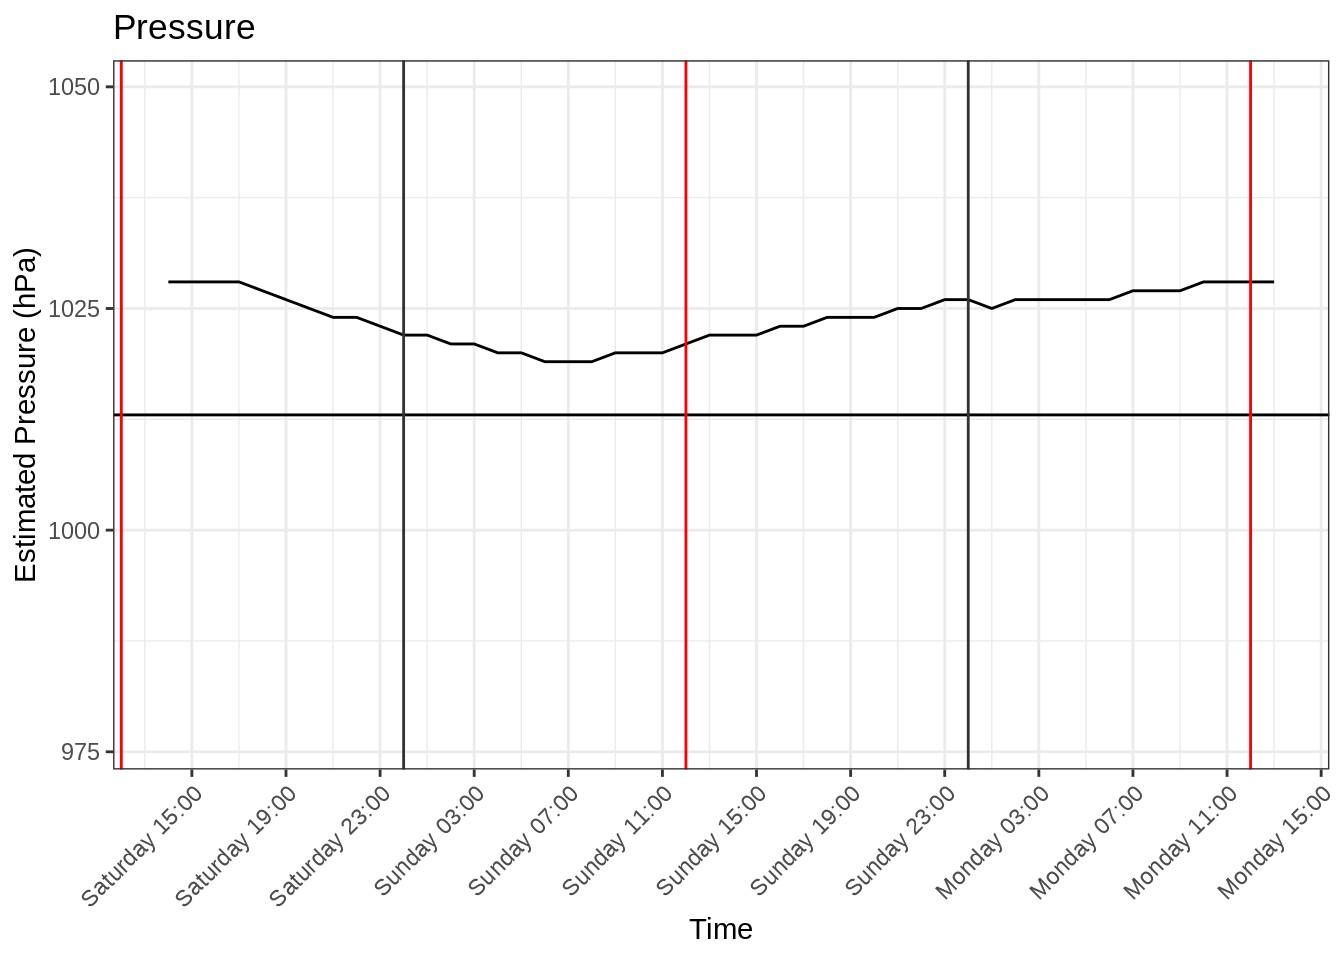 Pressure
1050
1025
1000
975
Estimated Pressure (hPa)
Saturday 15:00
Saturday 19:00
Saturday 23:00
Sunday 03:00
Sunday 07:00
Sunday 11:00
Sunday 15:00
Sunday 19:00
Sunday 23:00
Monday 03:00
Monday 07:00
Monday 11:00
Monday 15:00
Time